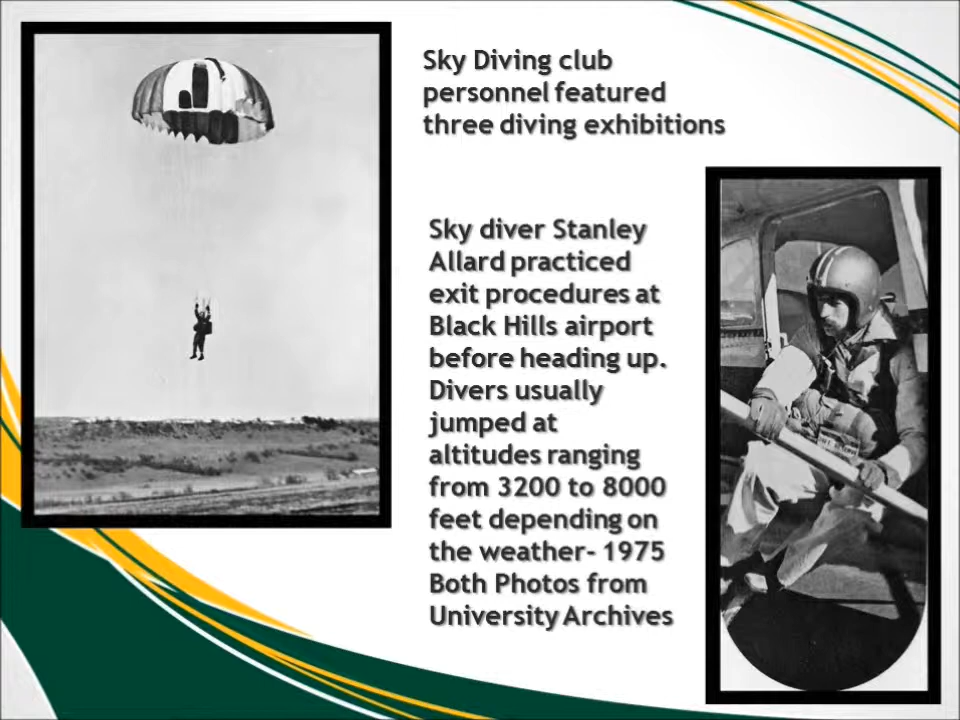 Sky Diving club
personnel featured
three diving exhibitions
Sky diver Stanley
Allard practiced
exit procedures at
Black Hills airport
before heading up.
Divers usually
jumped at
altitudes ranging
from 3200 to 8000
feet depending on
the weather- 1975
Both Photos from
University Archives